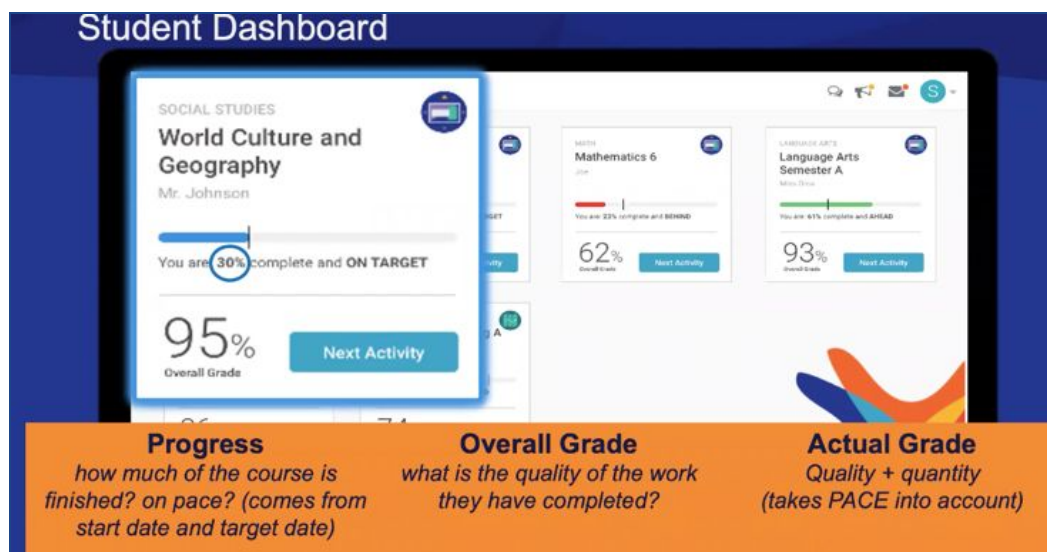 Student Dashboard
SOCIAL STUDIES
World Culture and
Geography
Mr. Johnson
You are 30% complete and ON TARGET
95%
Overall Grade
Next Activity
S
MATH
Mathematics 6
Joe
You are 23% complete and BEHIND
62%
Overall Grade
Next Activity
LANGUAGE ARTS
Language Arts
Semester A
You are 61% complete and AHEAD
93%
Overall Grade
Next Activity
Progress
how much of the course is
finished? on pace? (comes from
start date and target date)
Overall Grade
what is the quality of the work
they have completed?
Actual Grade
Quality + quantity
(takes PACE into account)